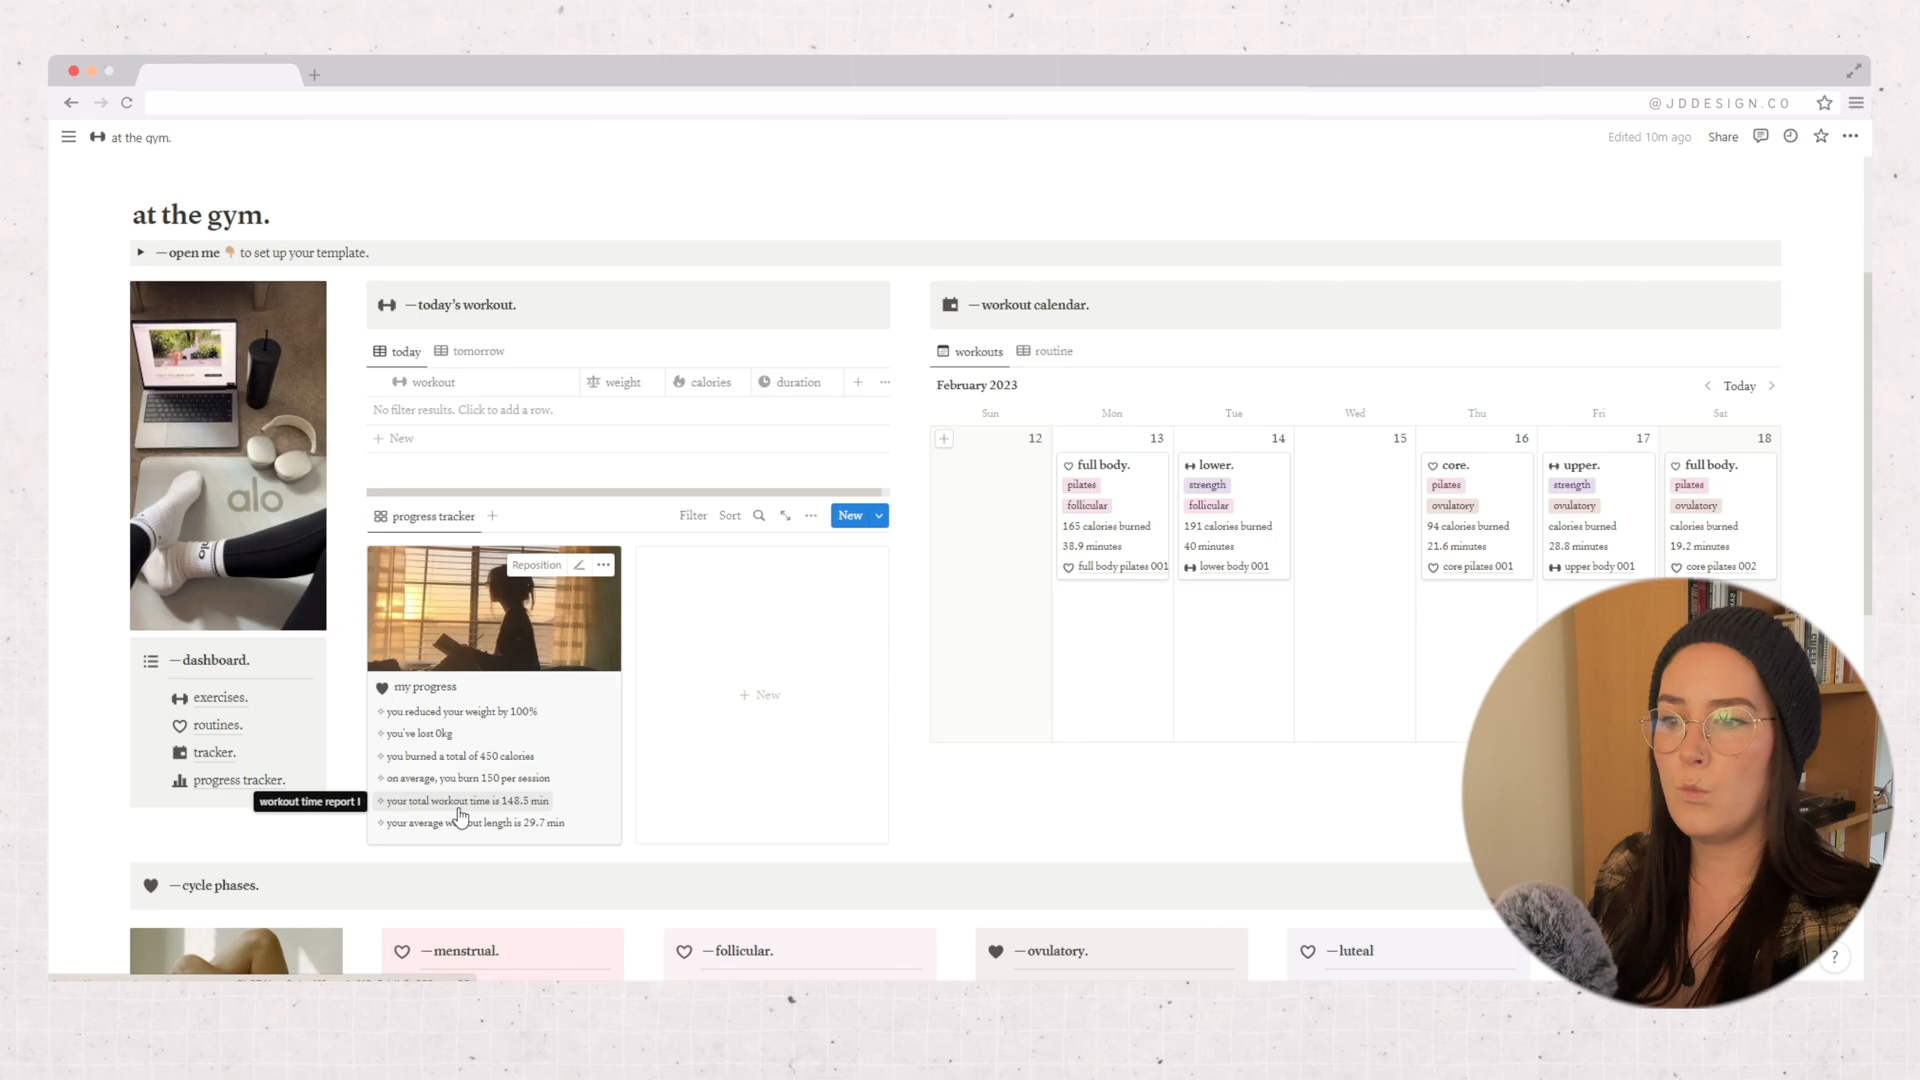 @JDDESIGN.CO
at the gym.
Edited 10m ago
Share
at the gym.
—open me 👇🏼 to set up your template.
—today's workout.
today
tomorrow
workout
weight
calories
duration
No filter results. Click to add a row.
New
—workout calendar.
workouts
routine
February 2023
Today
Sun
Mon
Tue
Wed
Thu
Fri
Sat
12
13
14
15
16
17
18
full body.
pilates
follicular
165 calories burned
38.9 minutes
full body pilates 001
lower.
strength
follicular
191 calories burned
40 minutes
lower body 001
core.
pilates
ovulatory
94 calories burned
21.6 minutes
core pilates 001
upper.
strength
ovulatory
calories burned
28.8 minutes
upper body 001
full body.
pilates
ovulatory
calories burned
19.2 minutes
core pilates 002
alo
—dashboard.
exercises.
routines.
tracker.
progress tracker.
workout time report I
progress tracker
Filter
Sort
New
Reposition
my progress
✧ you reduced your weight by 100%
✧ you've lost 0kg
✧ you burned a total of 450 calories
✧ on average, you burn 150 per session
✧ your total workout time is 148.5 min
✧ your average workout length is 29.7 min
New
—cycle phases.
—menstrual.
—follicular.
—ovulatory.
—luteal
?